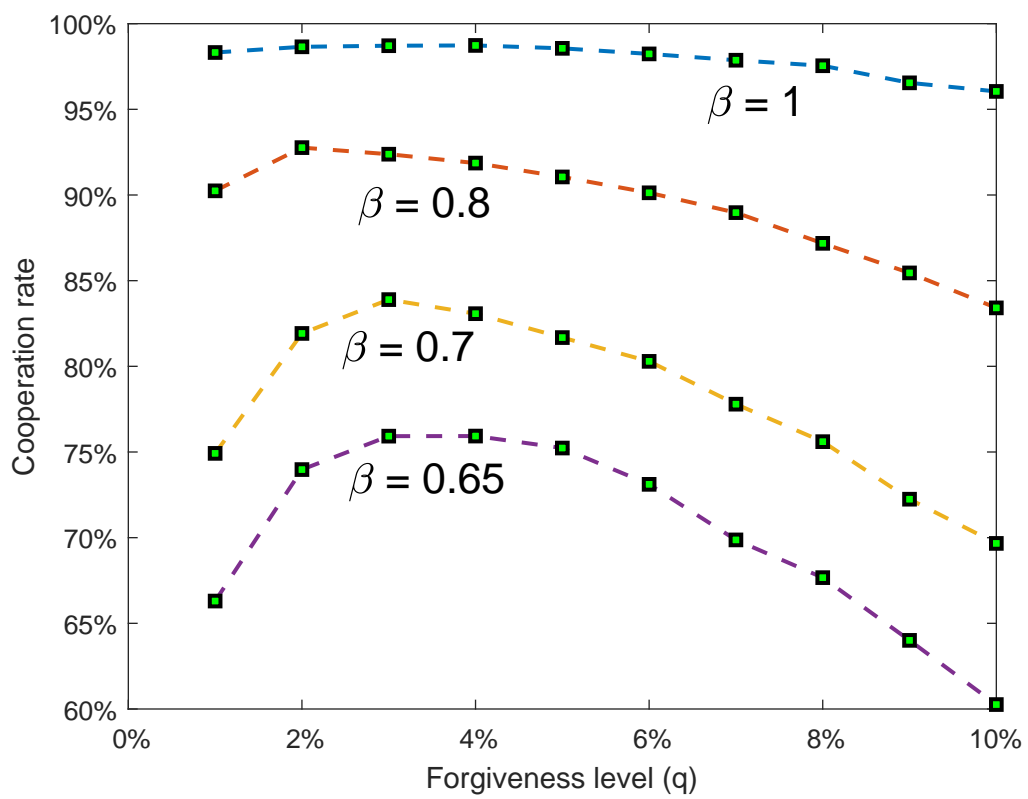 100%
95%
90%
85%
80%
75%
70%
65%
60%
Cooperation rate
β = 1
β = 0.8
β = 0.7
β = 0.65
0%
2%
4%
6%
8%
10%
Forgiveness level (q)